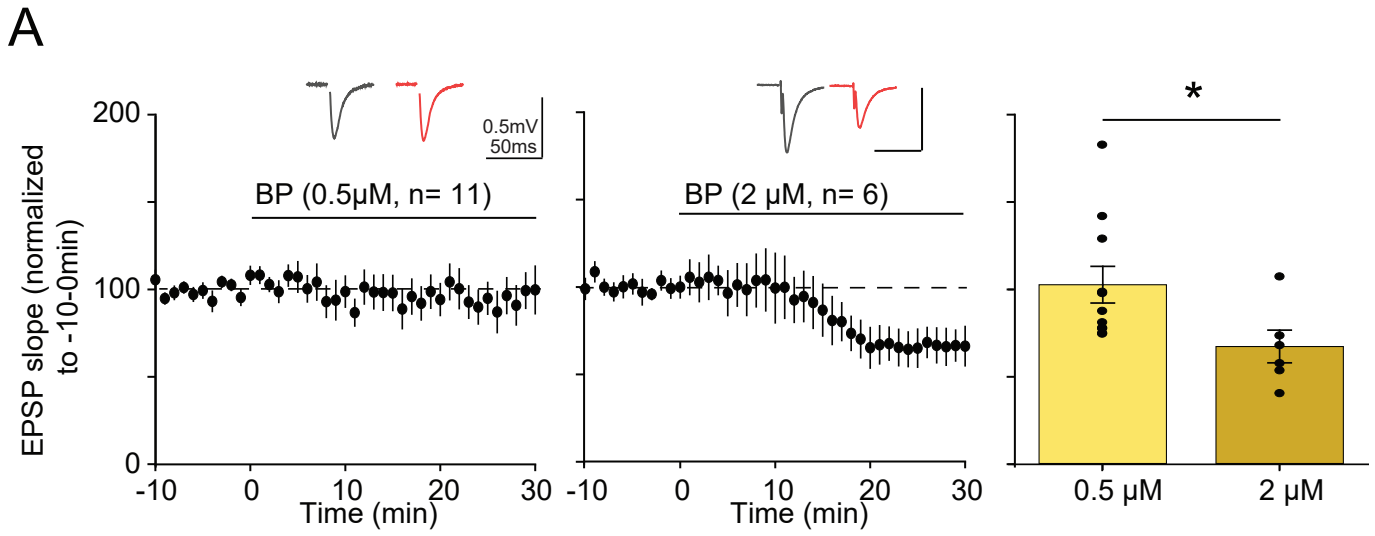 A
EPSP slope (normalized
to -10-0min)
200
100
0
0.5mV
50ms
BP (0.5µM, n= 11)
-10 0 10 20 30
Time (min)
BP (2 µM, n= 6)
-10 0 10 20 30
Time (min)
*
0.5 µM 2 µM